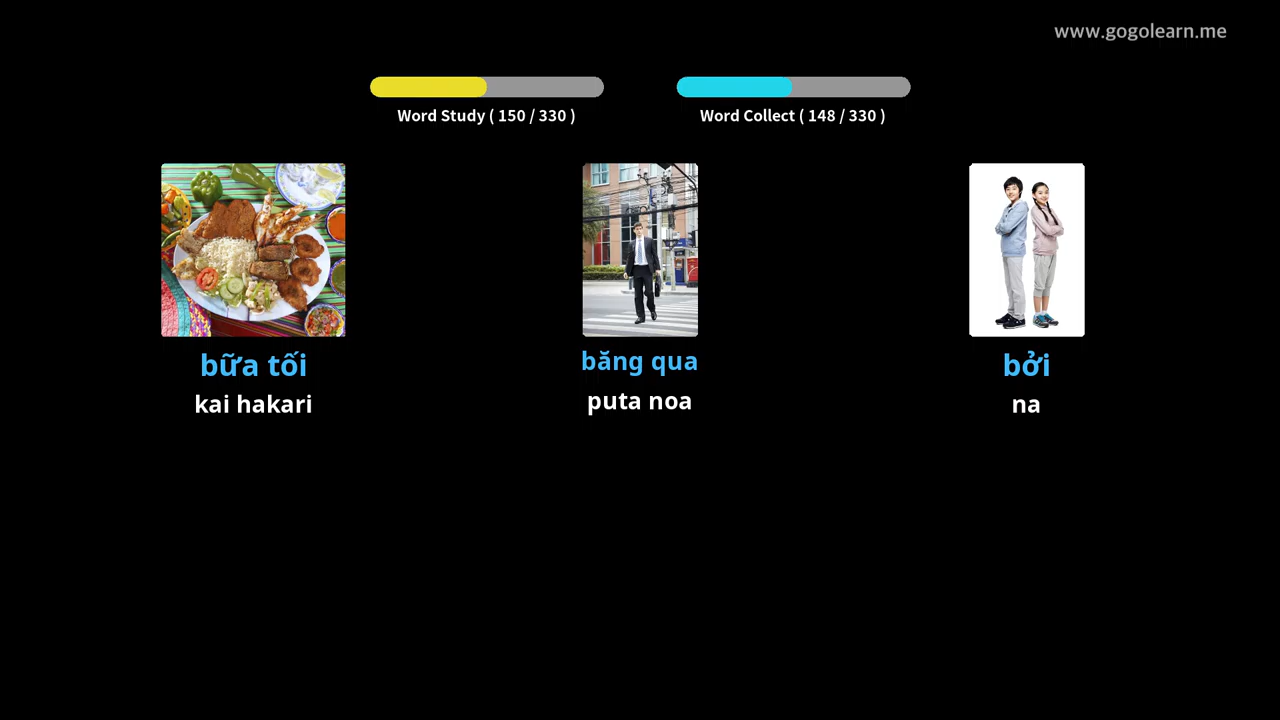 www.gogolearn.me
Word Study ( 150 / 330 )
Word Collect ( 148 / 330 )
bữa tối
kai hakari
băng qua
puta noa
bởi
na